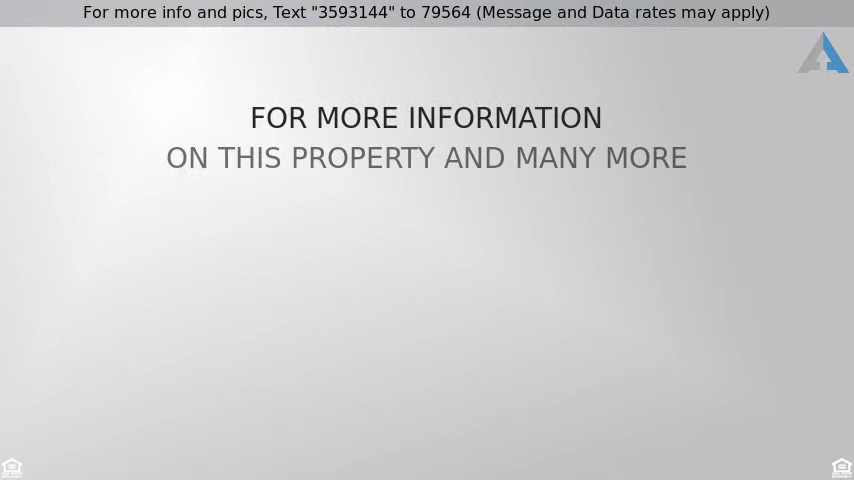 For more info and pics, Text "3593144" to 79564 (Message and Data rates may apply)
FOR MORE INFORMATION
ON THIS PROPERTY AND MANY MORE